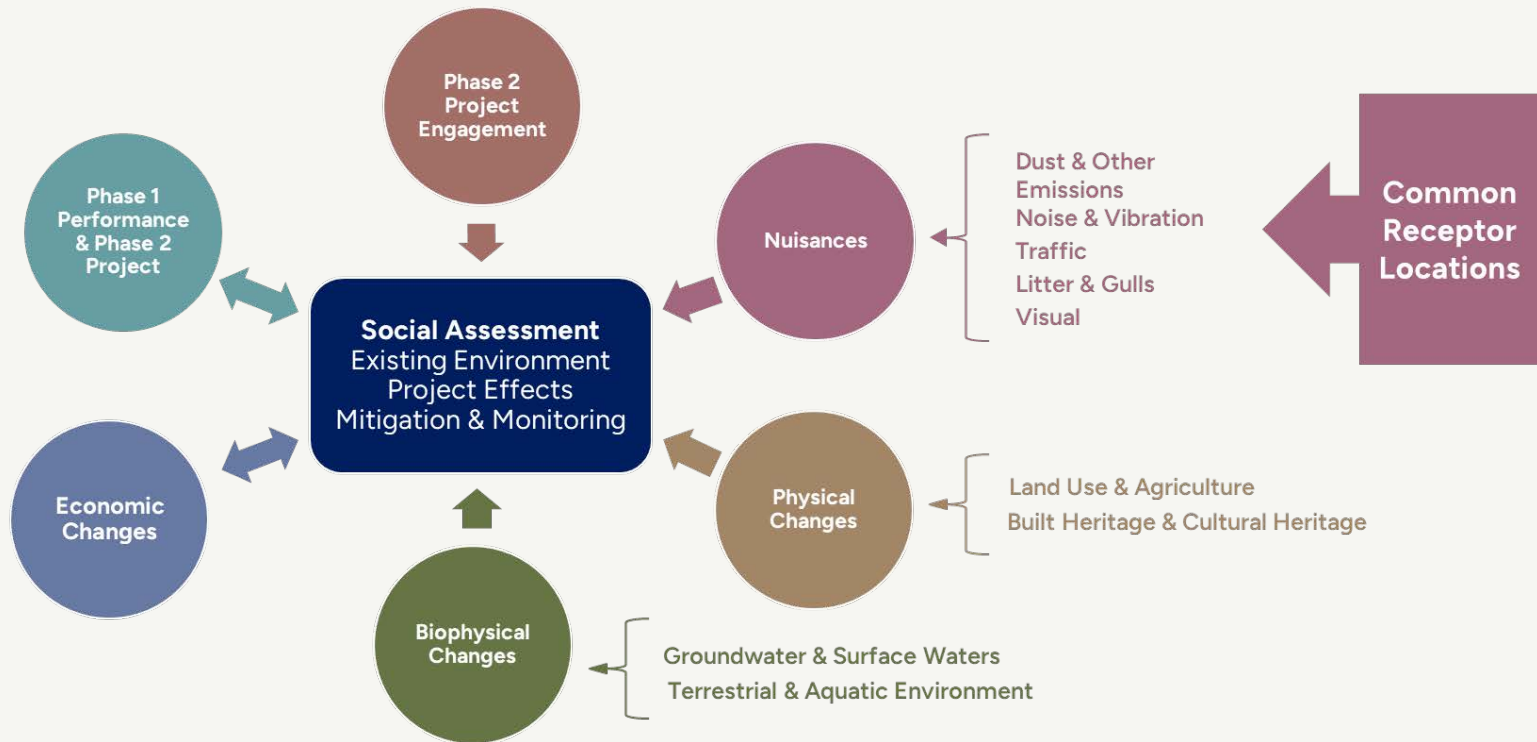 Phase 2
Project
Engagement
Phase 1
Performance
& Phase 2
Project
Nuisances
Dust & Other
Emissions
Noise & Vibration
Traffic
Litter & Gulls
Visual
Common
Receptor
Locations
Social Assessment
Existing Environment
Project Effects
Mitigation & Monitoring
Economic
Changes
Physical
Changes
Land Use & Agriculture
Built Heritage & Cultural Heritage
Biophysical
Changes
Groundwater & Surface Waters
Terrestrial & Aquatic Environment